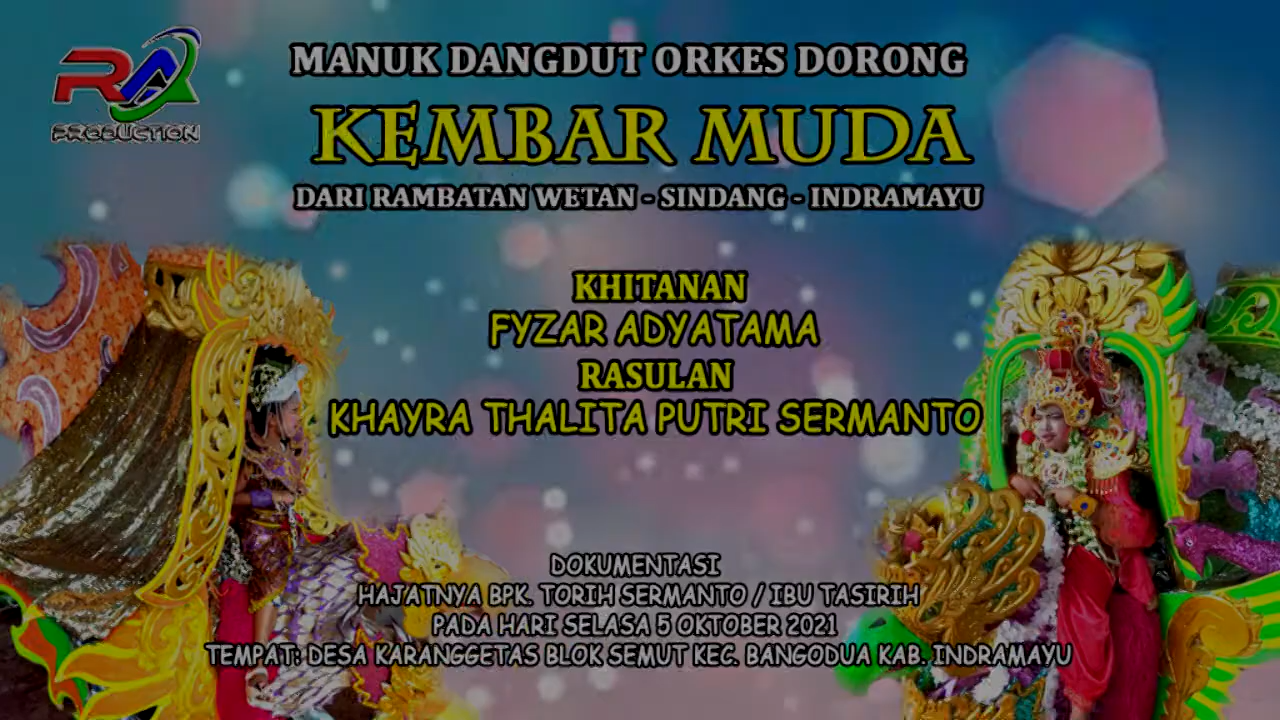 RA
PRODUCTION
MANUK DANGDUT ORKES DORONG
KEMBAR MUDA
DARI RAMBATAN WETAN - SINDANG - INDRAMAYU
KHITANAN
FYZAR ADYATAMA
RASULAN
KHAYRA THALITA PUTRI SERMANTO
DOKUMENTASI
HAJATNYA BPK. TORIH SERMANTO / IBU TASIRIH
PADA HARI SELASA 5 OKTOBER 2021
TEMPAT: DESA KARANGGETAS BLOK SEMUT KEC. BANGODUA KAB. INDRAMAYU